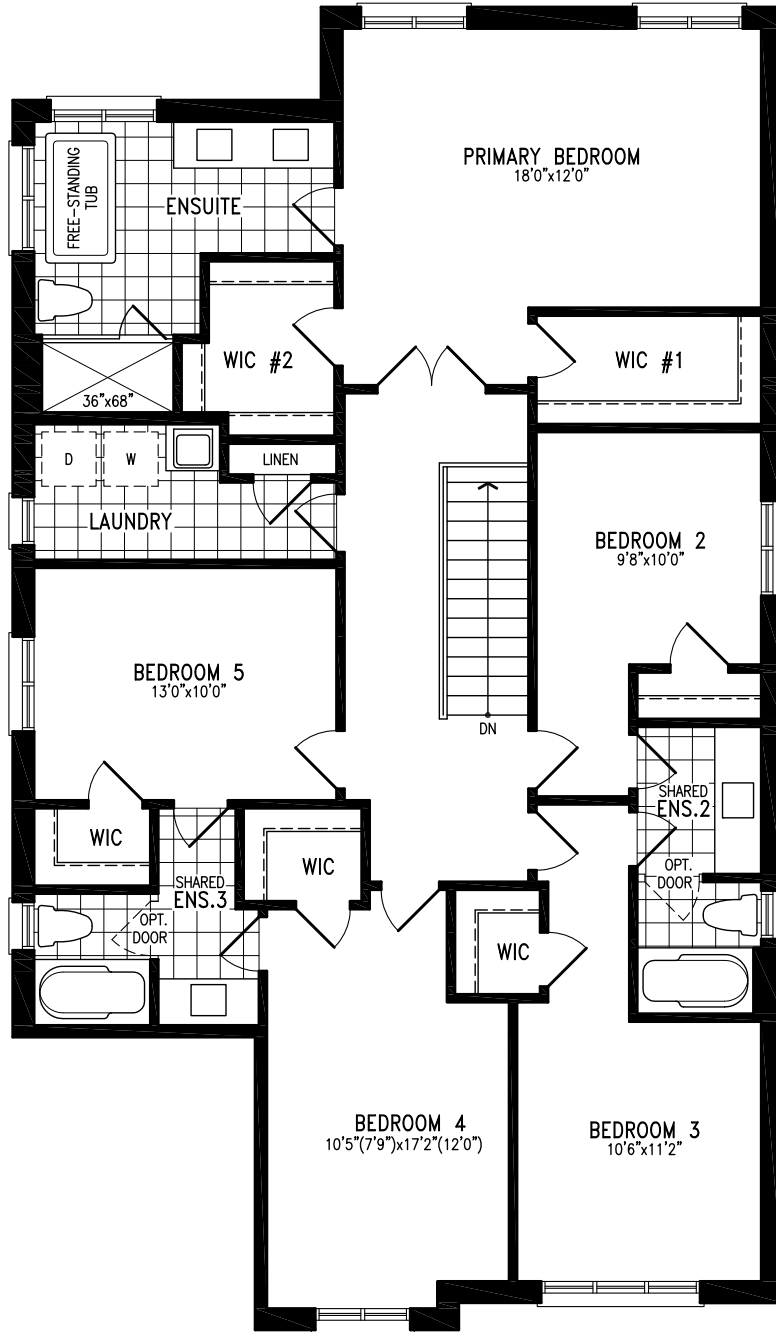 PRIMARY BEDROOM
18'0"x12'0"
FREE-STANDING
TUB
ENSUITE
WIC #2
WIC #1
36"x68"
D
W
LINEN
LAUNDRY
BEDROOM 2
9'8"x10'0"
BEDROOM 5
13'0"x10'0"
DN
SHARED
ENS.2
OPT.
DOOR
WIC
WIC
SHARED
ENS.3
OPT.
DOOR
WIC
BEDROOM 4
10'5"(7'9")x17'2"(12'0")
BEDROOM 3
10'6"x11'2"